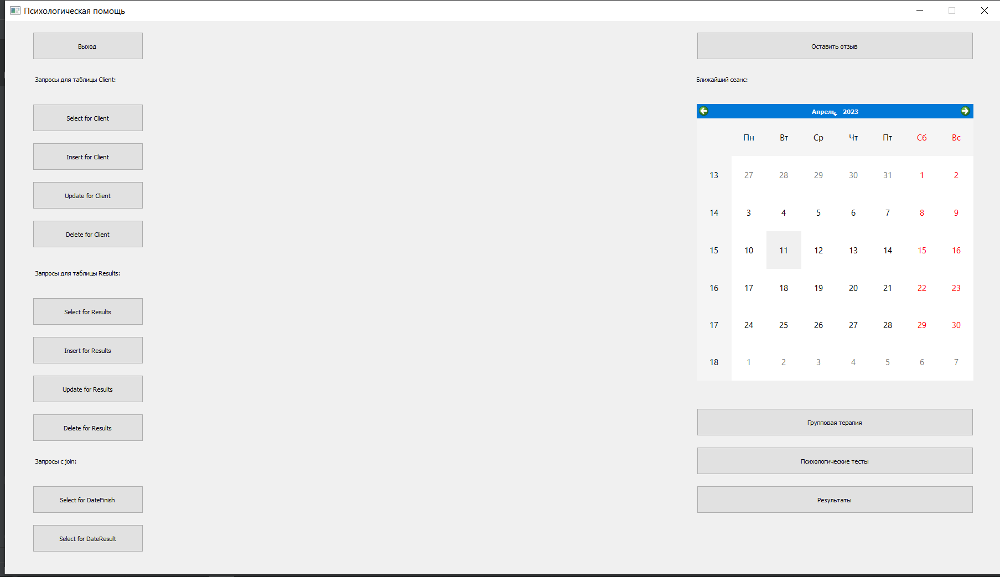 Психологическая помощь
Выход
Запросы для таблицы Client:
Select for Client
Insert for Client
Update for Client
Delete for Client
Запросы для таблицы Results:
Select for Results
Insert for Results
Update for Results
Delete for Results
Запросы с join:
Select for DateFinish
Select for DateResult
Оставить отзыв
Ближайший сеанс:
Апрель 2023
Пн Вт Ср Чт Пт Сб Вс
13 27 28 29 30 31 1 2
14 3 4 5 6 7 8 9
15 10 11 12 13 14 15 16
16 17 18 19 20 21 22 23
17 24 25 26 27 28 29 30
18 1 2 3 4 5 6 7
Групповая терапия
Психологические тесты
Результаты